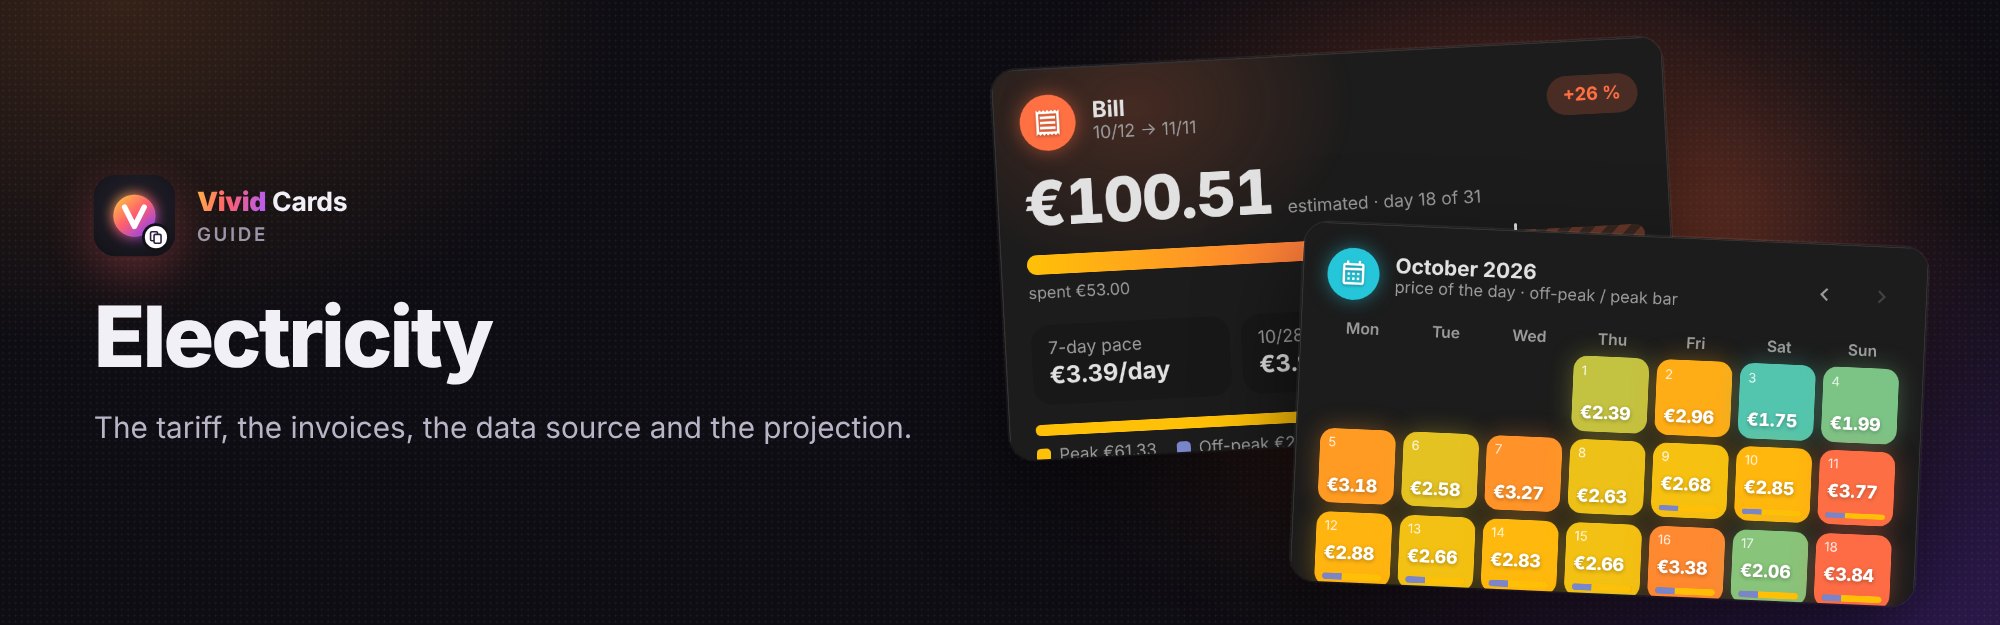 Vivid Cards
GUIDE
Electricity
The tariff, the invoices, the data source and the projection.
Bill
10/12 → 11/11
+26 %
€100.51 estimated · day 18 of 31
spent €53.00
7-day pace
€3.39/day
10/28
€3.
Peak €61.33 Off-peak €2
October 2026
price of the day · off-peak / peak bar
Mon Tue Wed Thu Fri Sat Sun
1 2 3 4
€2.39 €2.96 €1.75 €1.99
5 6 7 8 9 10 11
€3.18 €2.58 €3.27 €2.63 €2.68 €2.85 €3.77
12 13 14 15 16 17 18
€2.88 €2.66 €2.83 €2.66 €3.38 €2.06 €3.84